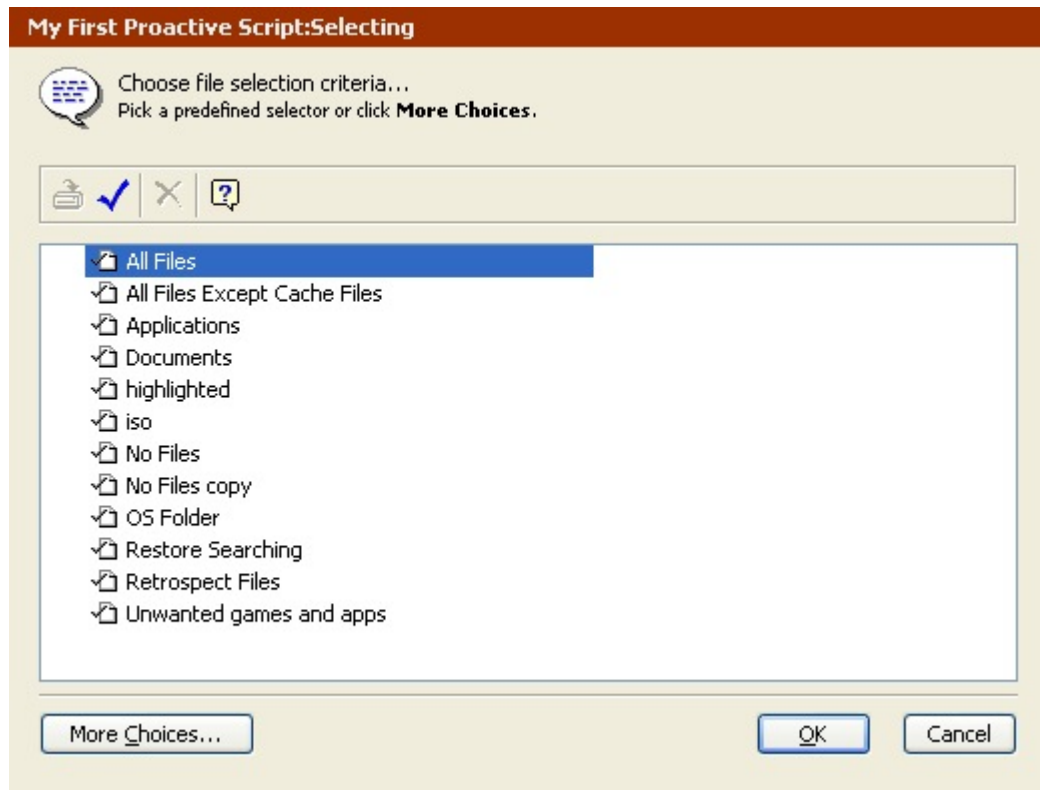 My First Proactive Script:Selecting
Choose file selection criteria...
Pick a predefined selector or click More Choices.
?
All Files
All Files Except Cache Files
Applications
Documents
highlighted
iso
No Files
No Files copy
OS Folder
Restore Searching
Retrospect Files
Unwanted games and apps
More Choices...
OK
Cancel